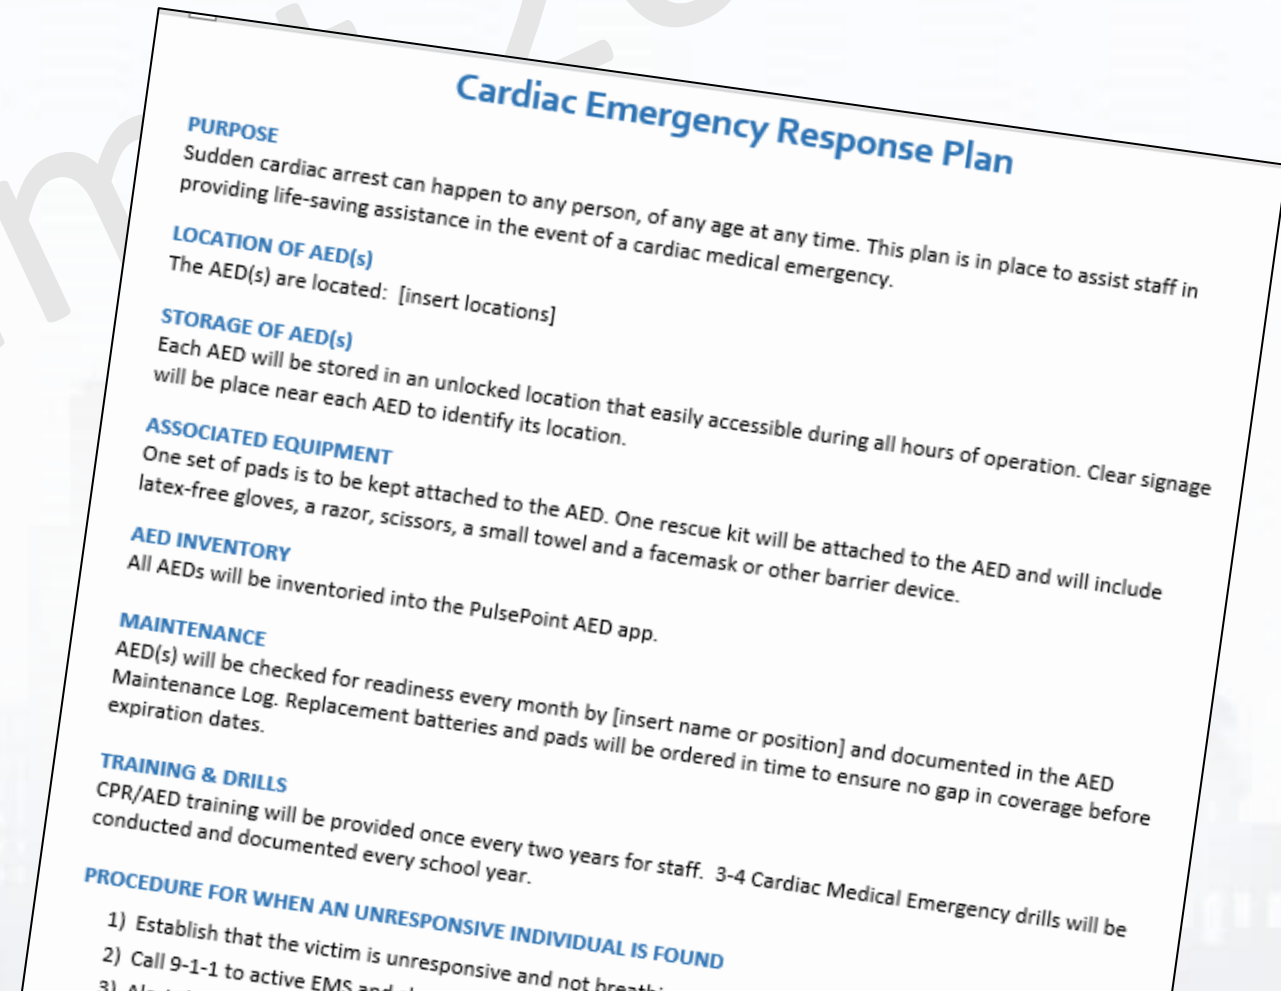 Cardiac Emergency Response Plan
PURPOSE
Sudden cardiac arrest can happen to any person, of any age at any time. This plan is in place to assist staff in
providing life-saving assistance in the event of a cardiac medical emergency.
LOCATION OF AED(s)
The AED(s) are located: [insert locations]
STORAGE OF AED(s)
Each AED will be stored in an unlocked location that easily accessible during all hours of operation. Clear signage
will be place near each AED to identify its location.
ASSOCIATED EQUIPMENT
One set of pads is to be kept attached to the AED. One rescue kit will be attached to the AED and will include
latex-free gloves, a razor, scissors, a small towel and a facemask or other barrier device.
AED INVENTORY
All AEDs will be inventoried into the PulsePoint AED app.
MAINTENANCE
AED(s) will be checked for readiness every month by [insert name or position] and documented in the AED
Maintenance Log. Replacement batteries and pads will be ordered in time to ensure no gap in coverage before
expiration dates.
TRAINING & DRILLS
CPR/AED training will be provided once every two years for staff. 3-4 Cardiac Medical Emergency drills will be
conducted and documented every school year.
PROCEDURE FOR WHEN AN UNRESPONSIVE INDIVIDUAL IS FOUND
1) Establish that the victim is unresponsive and not
2) Call 9-1-1 to active EMS and
3)